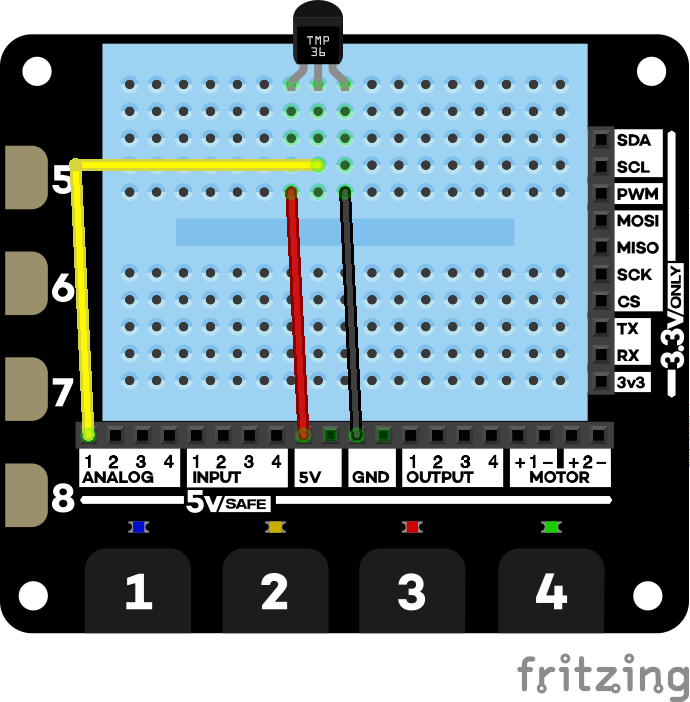 TMP
36
5
6
7
8
SDA
SCL
PWM
MOSI
MISO
SCK
CS
TX
RX
3v3
3.3V/ONLY
1 2 3 4
ANALOG
1 2 3 4
INPUT
5V
GND
1 2 3 4
OUTPUT
+ 1 - + 2 -
MOTOR
5V/SAFE
1
2
3
4
fritzing